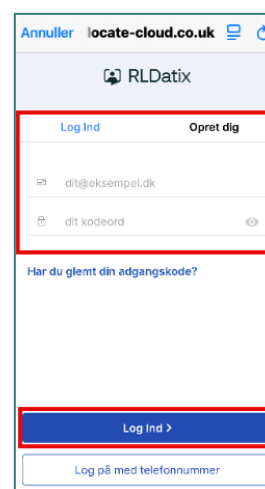 Annuller locate-cloud.co.uk
RLDatix
Log Ind Opret dig
dit@eksempel.dk
dit kodeord
Har du glemt din adgangskode?
Log Ind >
Log på med telefonnummer